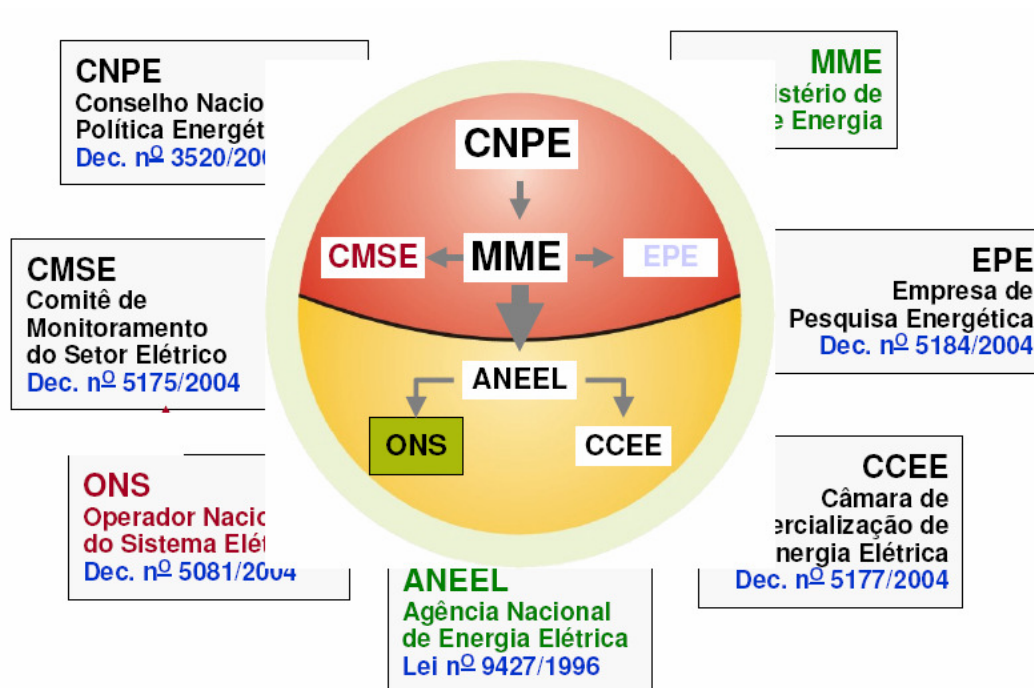 CNPE
Conselho Nacio
Política Energét
Dec. nº 3520/200
MME
istério de
e Energia
CNPE
CMSE
MME
EPE
ANEEL
ONS
CCEE
CMSE
Comitê de
Monitoramento
do Setor Elétrico
Dec. nº 5175/2004
EPE
Empresa de
Pesquisa Energética
Dec. nº 5184/2004
ONS
Operador Nacio
do Sistema Elét
Dec. nº 5081/2004
CCEE
Câmara de
ercialização de
nergia Elétrica
Dec. nº 5177/2004
ANEEL
Agência Nacional
de Energia Elétrica
Lei nº 9427/1996